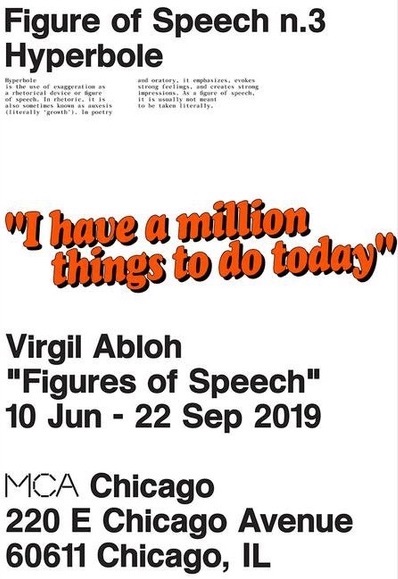 Figure of Speech n.3
Hyperbole
Hyperbole
is the use of exaggeration as
a rhetorical device or figure
of speech. In rhetoric, it is
also sometimes known as auxesis
(literally 'growth'). In poetry
and oratory, it emphasizes, evokes
strong feelings, and creates strong
impressions. As a figure of speech,
it is usually not meant
to be taken literally.
"I have a million
things to do today"
Virgil Abloh
"Figures of Speech"
10 Jun - 22 Sep 2019
MCA Chicago
220 E Chicago Avenue
60611 Chicago, IL